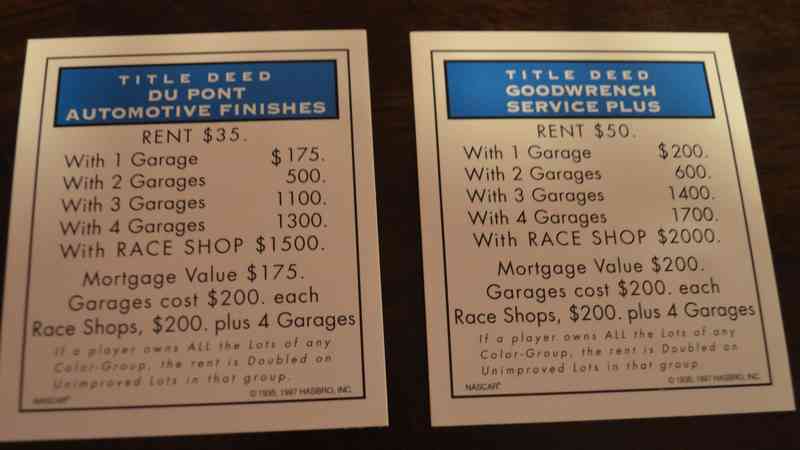 TITLE DEED
DU PONT
AUTOMOTIVE FINISHES
RENT $35.
With 1 Garage $175.
With 2 Garages 500.
With 3 Garages 1100.
With 4 Garages 1300.
With RACE SHOP $1500.
Mortgage Value $175.
Garages cost $200. each
Race Shops, $200. plus 4 Garages
If a player owns ALL the Lots of any
Color-Group, the rent is Doubled on
Unimproved Lots in that group.
NASCAR® © 1935, 1997 HASBRO, INC.
TITLE DEED
GOODWRENCH
SERVICE PLUS
RENT $50.
With 1 Garage $200.
With 2 Garages 600.
With 3 Garages 1400.
With 4 Garages 1700.
With RACE SHOP $2000.
Mortgage Value $200.
Garages cost $200. each
Race Shops, $200. plus 4 Garages
If a player owns ALL the Lots of any
Color-Group, the rent is Doubled on
Unimproved Lots in that group.
NASCAR® © 1935, 1997 HASBRO, INC.